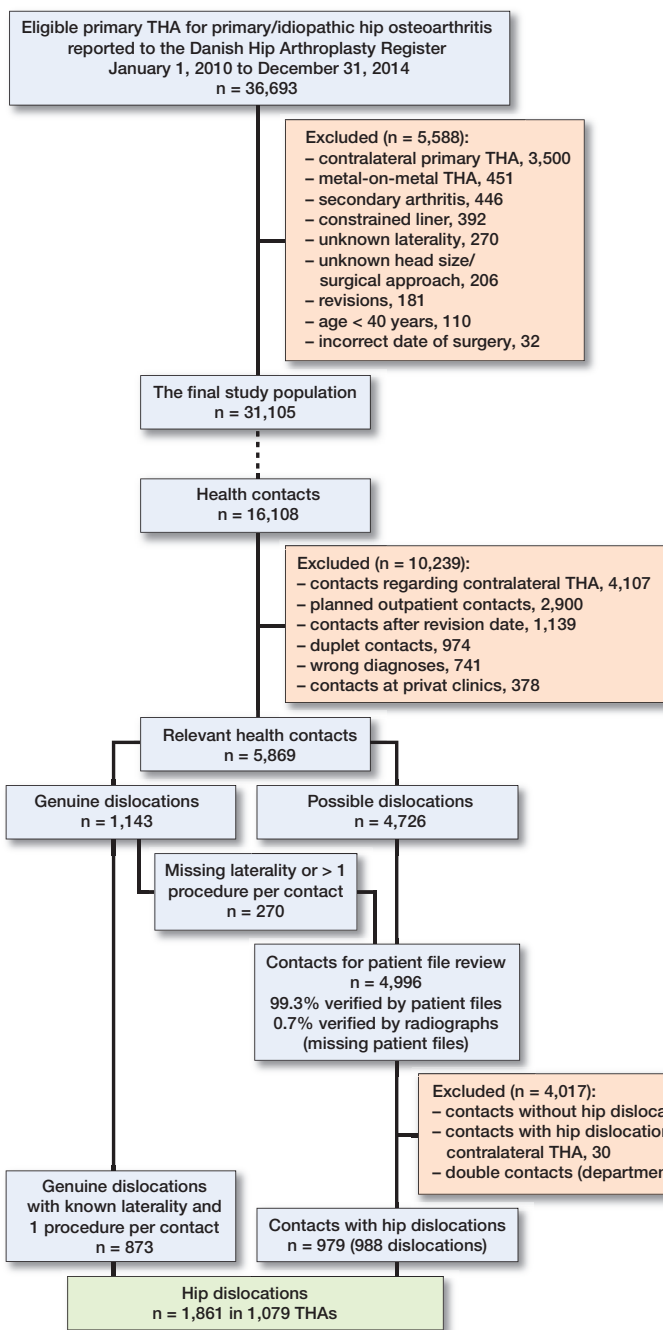 Eligible primary THA for primary/idiopathic hip osteoarthritis
reported to the Danish Hip Arthroplasty Register
January 1, 2010 to December 31, 2014
n = 36,693
Excluded (n = 5,588):
– contralateral primary THA, 3,500
– metal-on-metal THA, 451
– secondary arthritis, 446
– constrained liner, 392
– unknown laterality, 270
– unknown head size/
surgical approach, 206
– revisions, 181
– age < 40 years, 110
– incorrect date of surgery, 32
The final study population
n = 31,105
Health contacts
n = 16,108
Excluded (n = 10,239):
– contacts regarding contralateral THA, 4,107
– planned outpatient contacts, 2,900
– contacts after revision date, 1,139
– duplet contacts, 974
– wrong diagnoses, 741
– contacts at privat clinics, 378
Relevant health contacts
n = 5,869
Genuine dislocations
n = 1,143
Possible dislocations
n = 4,726
Missing laterality or > 1
procedure per contact
n = 270
Contacts for patient file review
n = 4,996
99.3% verified by patient files
0.7% verified by radiographs
(missing patient files)
Excluded (n = 4,017):
– contacts without hip
– contacts with hip
contralateral THA, 30
– double contacts
Genuine dislocations
with known laterality and
1 procedure per contact
n = 873
Contacts with hip dislocations
n = 979 (988 dislocations)
Hip dislocations
n = 1,861 in 1,079 THAs